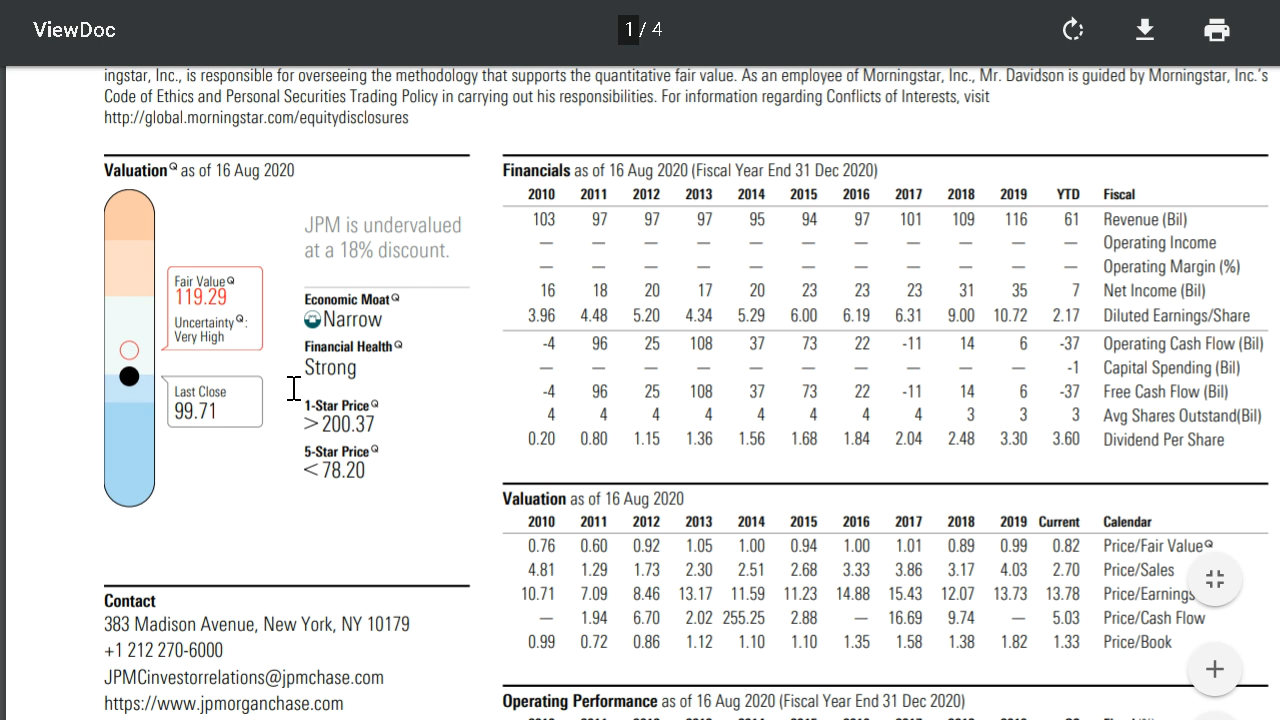 ViewDoc
1 / 4
ingstar, Inc., is responsible for overseeing the methodology that supports the quantitative fair value. As an employee of Morningstar, Inc., Mr. Davidson is guided by Morningstar, Inc.'s
Code of Ethics and Personal Securities Trading Policy in carrying out his responsibilities. For information regarding Conflicts of Interests, visit
http://global.morningstar.com/equitydisclosures
Valuation Q as of 16 Aug 2020
JPM is undervalued
at a 18% discount.
Fair Value Q
119.29
Uncertainty Q:
Very High
Last Close
99.71
Economic Moat Q
Narrow
Financial Health Q
Strong
1-Star Price Q
>200.37
5-Star Price Q
<78.20
Contact
383 Madison Avenue, New York, NY 10179
+1 212 270-6000
JPMCinvestorrelations@jpmchase.com
https://www.jpmorganchase.com
Financials as of 16 Aug 2020 (Fiscal Year End 31 Dec 2020)
2010 2011 2012 2013 2014 2015 2016 2017 2018 2019 YTD Fiscal
103 97 97 97 95 94 97 101 109 116 61 Revenue (Bil)
— — — — — — — — — — — Operating Income
— — — — — — — — — — — Operating Margin (%)
16 18 20 17 20 23 23 23 31 35 7 Net Income (Bil)
3.96 4.48 5.20 4.34 5.29 6.00 6.19 6.31 9.00 10.72 2.17 Diluted Earnings/Share
-4 96 25 108 37 73 22 -11 14 6 -37 Operating Cash Flow (Bil)
— — — — — — — — — — -1 Capital Spending (Bil)
-4 96 25 108 37 73 22 -11 14 6 -37 Free Cash Flow (Bil)
4 4 4 4 4 4 4 4 3 3 3 Avg Shares Outstand(Bil)
0.20 0.80 1.15 1.36 1.56 1.68 1.84 2.04 2.48 3.30 3.60 Dividend Per Share
Valuation as of 16 Aug 2020
2010 2011 2012 2013 2014 2015 2016 2017 2018 2019 Current Calendar
0.76 0.60 0.92 1.05 1.00 0.94 1.00 1.01 0.89 0.99 0.82 Price/Fair Value Q
4.81 1.29 1.73 2.30 2.51 2.68 3.33 3.86 3.17 4.03 2.70 Price/Sales
10.71 7.09 8.46 13.17 11.59 11.23 14.88 15.43 12.07 13.73 13.78 Price/Earnings
— 1.94 6.70 2.02 255.25 2.88 — 16.69 9.74 — 5.03 Price/Cash Flow
0.99 0.72 0.86 1.12 1.10 1.10 1.35 1.58 1.38 1.82 1.33 Price/Book
Operating Performance as of 16 Aug 2020 (Fiscal Year End 31 Dec 2020)